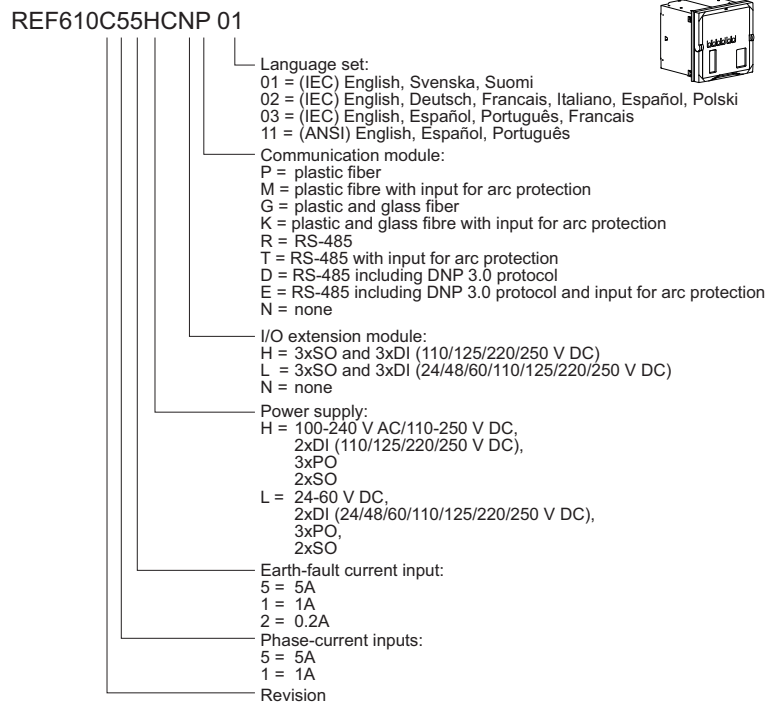 REF610C55HCNP 01
Language set:
01 = (IEC) English, Svenska, Suomi
02 = (IEC) English, Deutsch, Francais, Italiano, Español, Polski
03 = (IEC) English, Español, Português, Francais
11 = (ANSI) English, Español, Português
Communication module:
P = plastic fiber
M = plastic fibre with input for arc protection
G = plastic and glass fiber
K = plastic and glass fibre with input for arc protection
R = RS-485
T = RS-485 with input for arc protection
D = RS-485 including DNP 3.0 protocol
E = RS-485 including DNP 3.0 protocol and input for arc protection
N = none
I/O extension module:
H = 3xSO and 3xDI (110/125/220/250 V DC)
L = 3xSO and 3xDI (24/48/60/110/125/220/250 V DC)
N = none
Power supply:
H = 100-240 V AC/110-250 V DC,
2xDI (110/125/220/250 V DC),
3xPO
2xSO
L = 24-60 V DC,
2xDI (24/48/60/110/125/220/250 V DC),
3xPO,
2xSO
Earth-fault current input:
5 = 5A
1 = 1A
2 = 0.2A
Phase-current inputs:
5 = 5A
1 = 1A
Revision